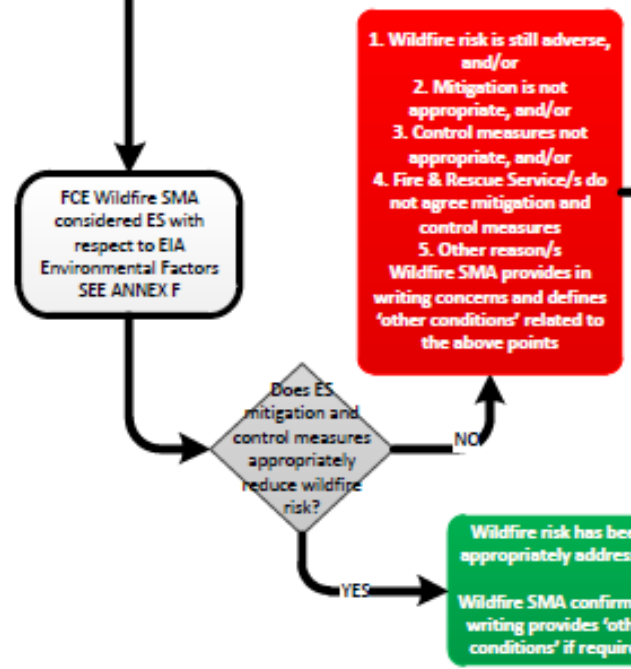 1. Wildfire risk is still adverse,
and/or
2. Mitigation is not
appropriate, and/or
3. Control measures not
appropriate, and/or
4. Fire & Rescue Service/s do
not agree mitigation and
control measures
5. Other reason/s
Wildfire SMA provides in
writing concerns and defines
‘other conditions’ related to
the above points
FCE Wildfire SMA
considered ES with
respect to EIA
Environmental Factors
SEE ANNEX F
Does ES
mitigation and
control measures
appropriately
reduce wildfire
risk?
NO
YES
Wildfire risk has
appropriately
Wildfire SMA
writing provides
conditions’ if